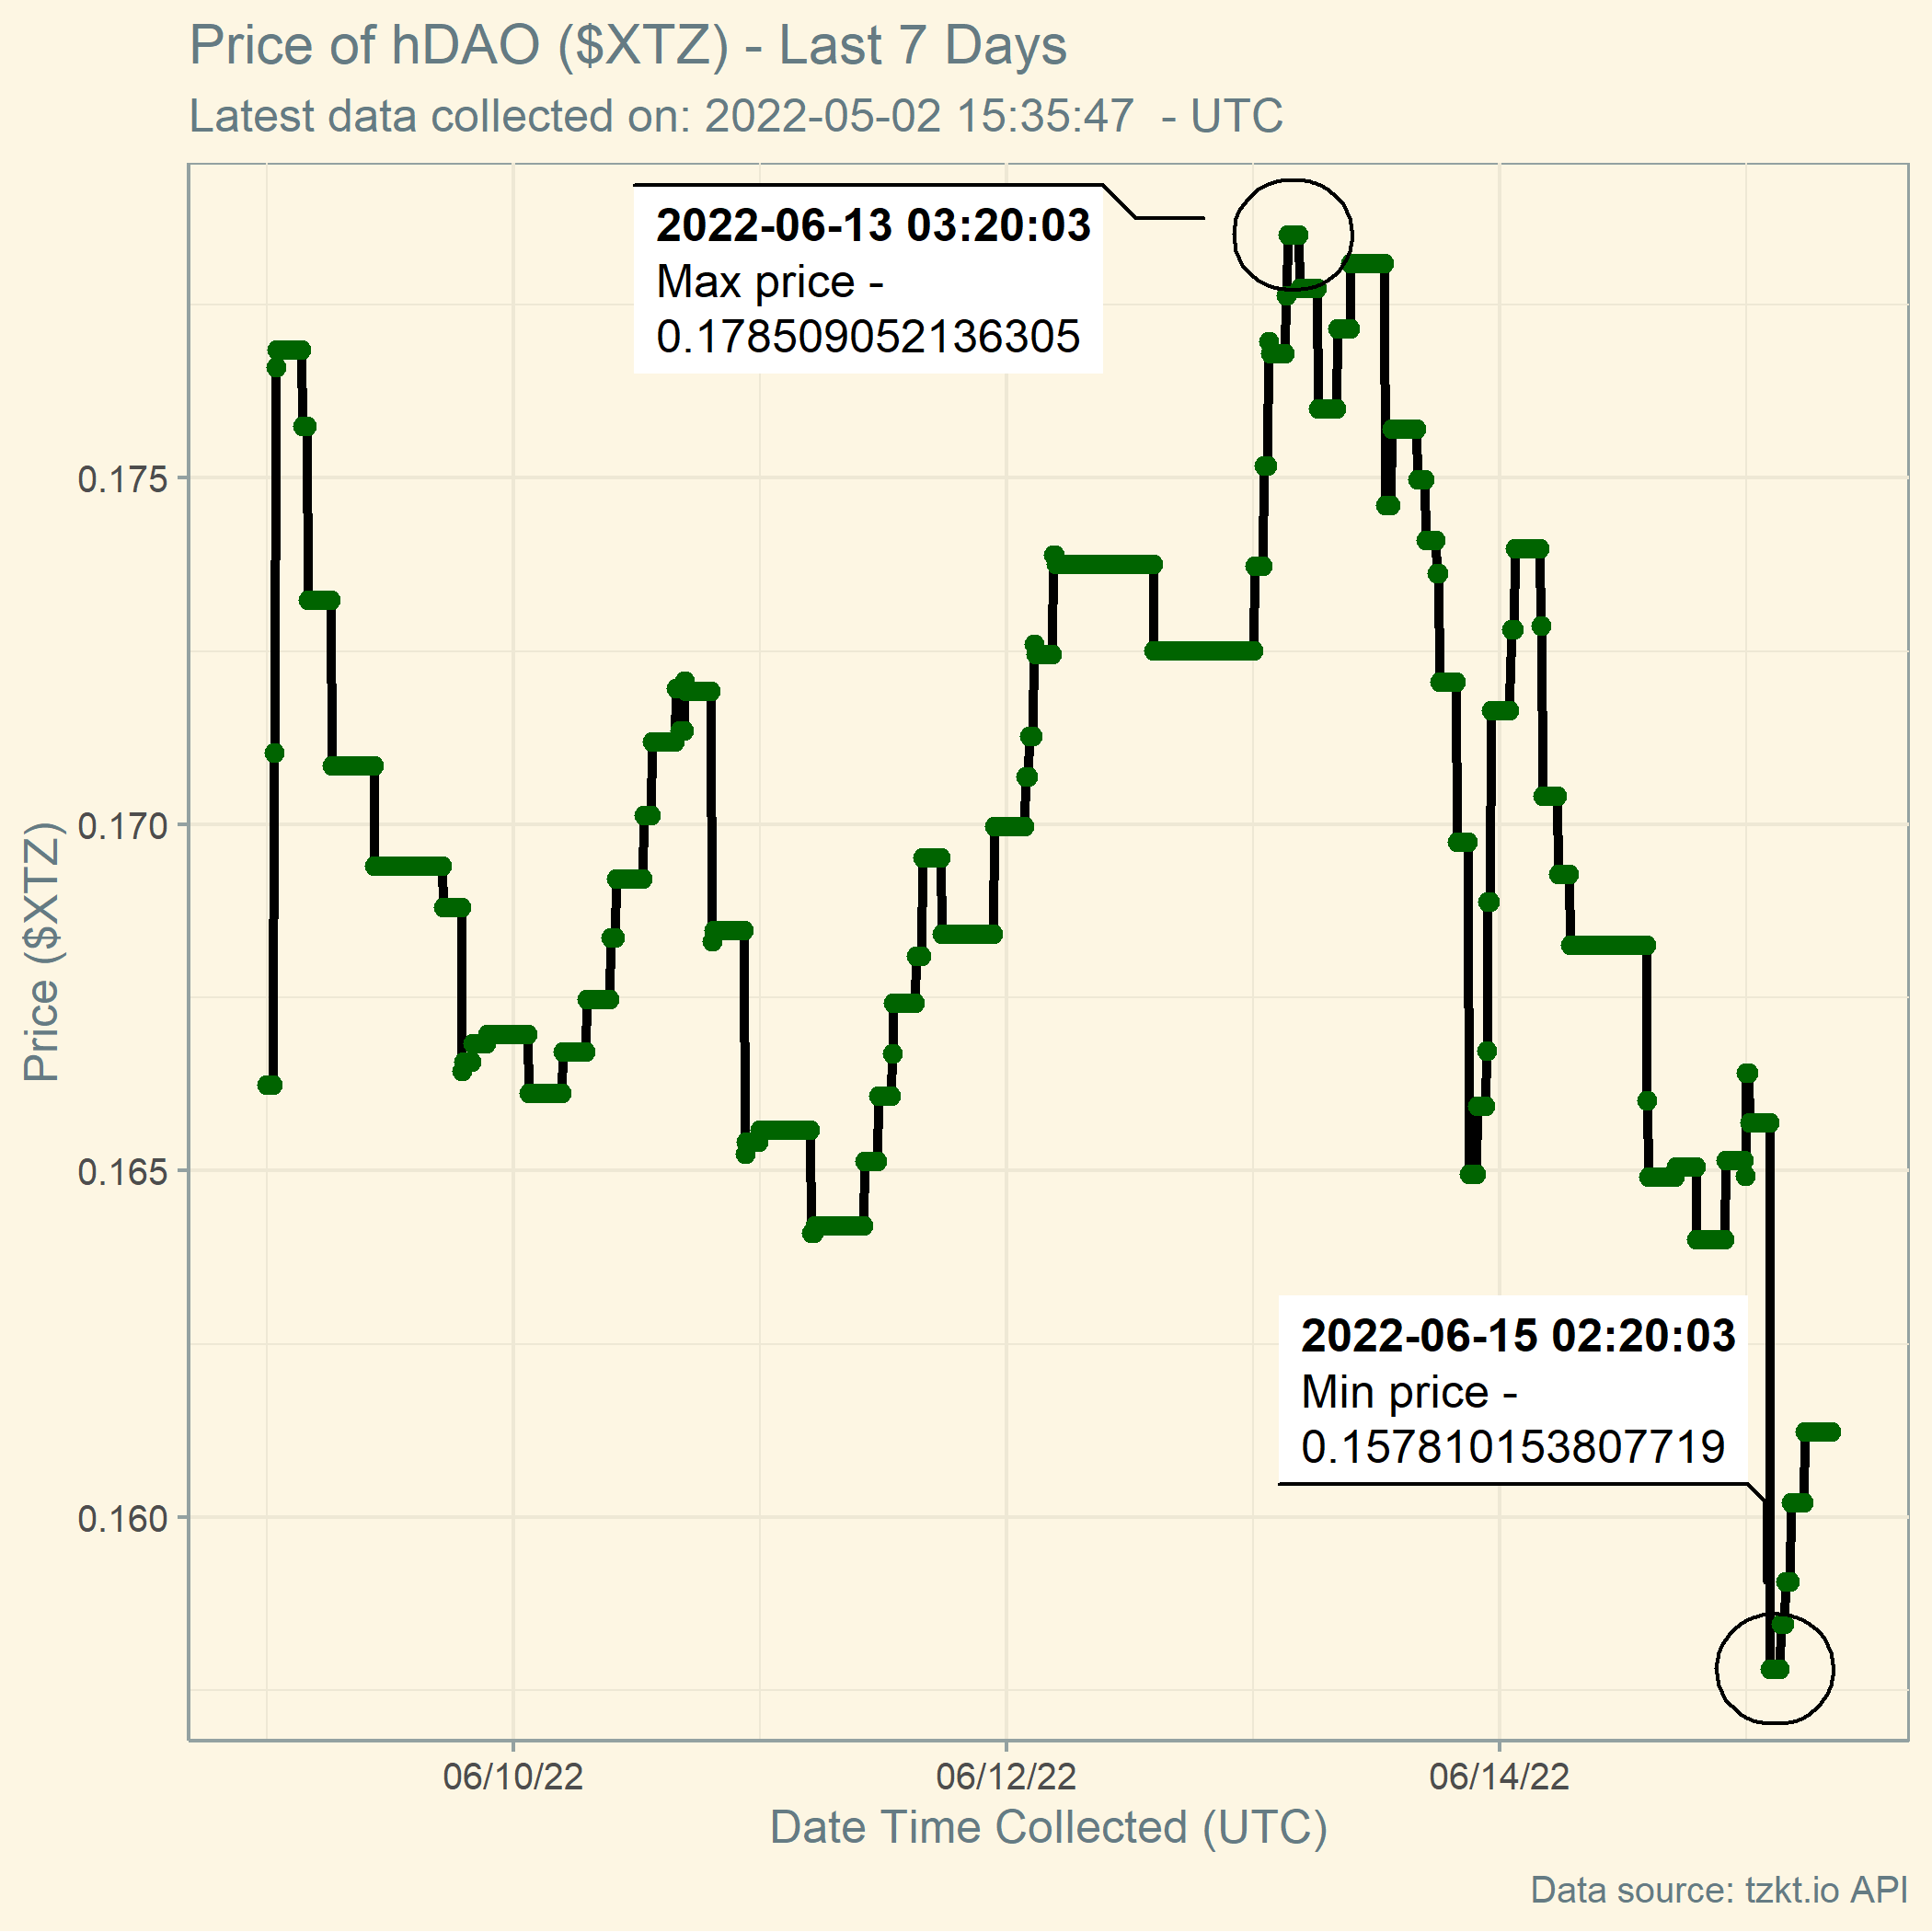 Price of hDAO ($XTZ) - Last 7 Days
Latest data collected on: 2022-05-02 15:35:47  - UTC
2022-06-13 03:20:03
Max price -
0.178509052136305
0.175
0.170
0.165
0.160
Price ($XTZ)
2022-06-15 02:20:03
Min price -
0.157810153807719
06/10/22
06/12/22
06/14/22
Date Time Collected (UTC)
Data source: tzkt.io API